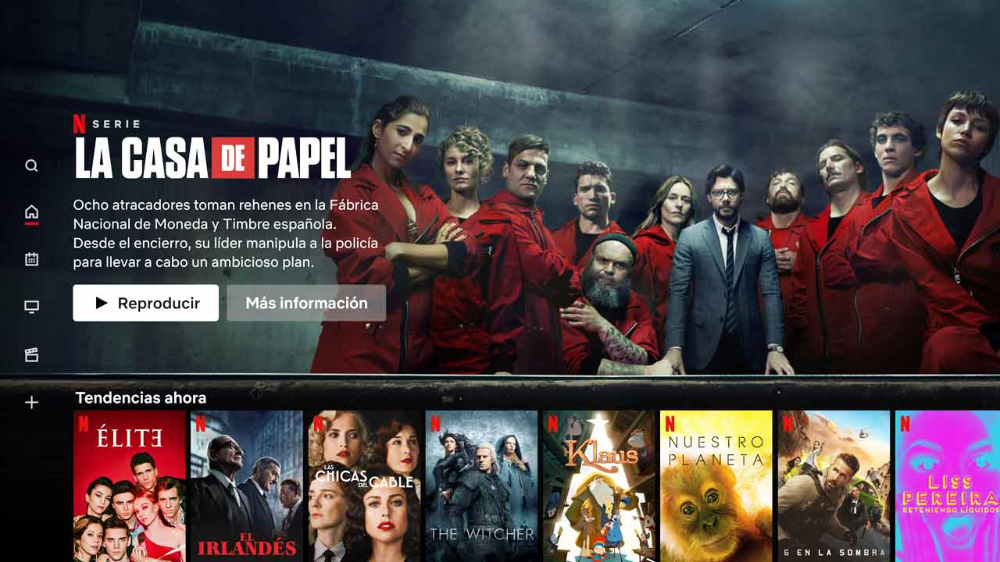 N SERIE
LA CASA DE PAPEL
Ocho atracadores toman rehenes en la Fábrica
Nacional de Moneda y Timbre española.
Desde el encierro, su líder manipula a la policía
para llevar a cabo un ambicioso plan.
Reproducir
Más información
Tendencias ahora
N
ÉLITE
N
EL
IRLANDÉS
N
LAS
CHICAS
DEL
CABLE
N
THE WITCHER
N
Klaus
N
NUESTRO
PLANETA
N
6 EN LA SOMBRA
N
LISS
PEREIRA
RETENIENDO LÍQUIDOS